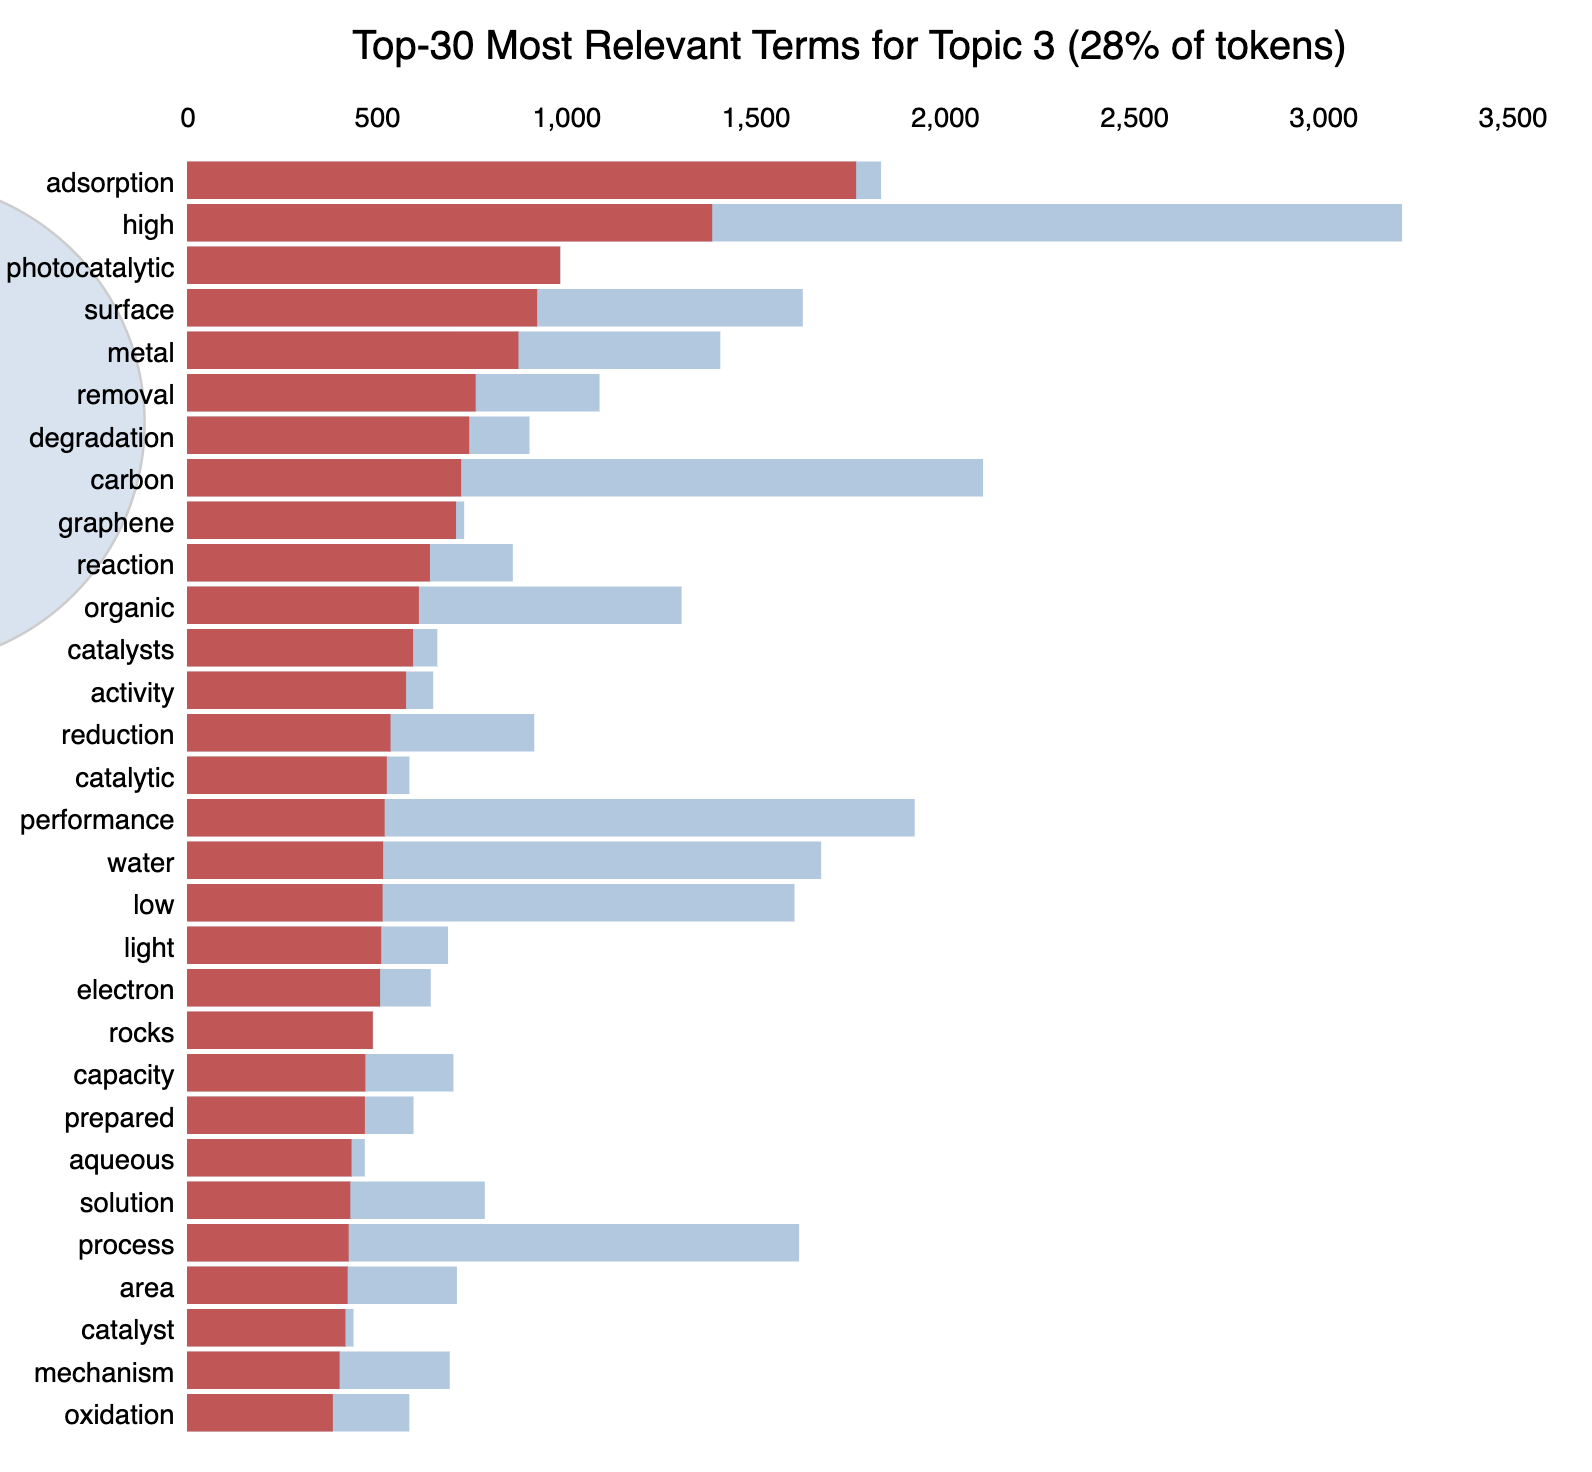 Top-30 Most Relevant Terms for Topic 3 (28% of tokens)
0 500 1,000 1,500 2,000 2,500 3,000 3,500
adsorption
high
photocatalytic
surface
metal
removal
degradation
carbon
graphene
reaction
organic
catalysts
activity
reduction
catalytic
performance
water
low
light
electron
rocks
capacity
prepared
aqueous
solution
process
area
catalyst
mechanism
oxidation